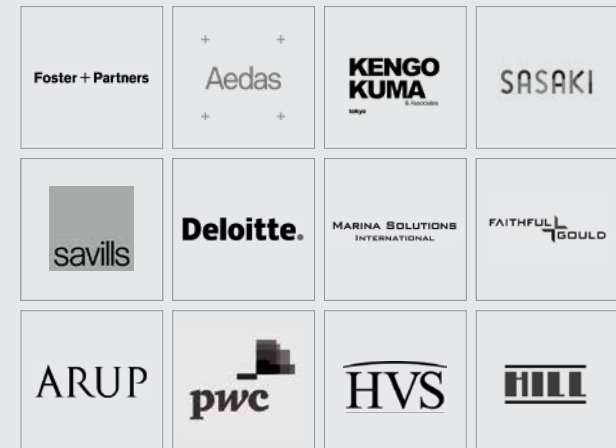 Foster + Partners
Aedas
KENGO
KUMA
& Associates
tokyo
SASAKI
savills
Deloitte.
MARINA SOLUTIONS
INTERNATIONAL
FAITHFUL
GOULD
ARUP
pwc
HVS
HILL